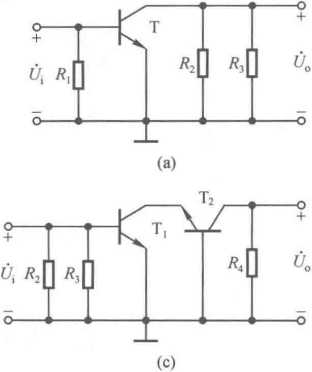 T
+ +
U̇i R1 R2 R3 U̇o
− −
(a)
T2
+ T1 +
U̇i R2 R3 R4 U̇o
− −
(c)